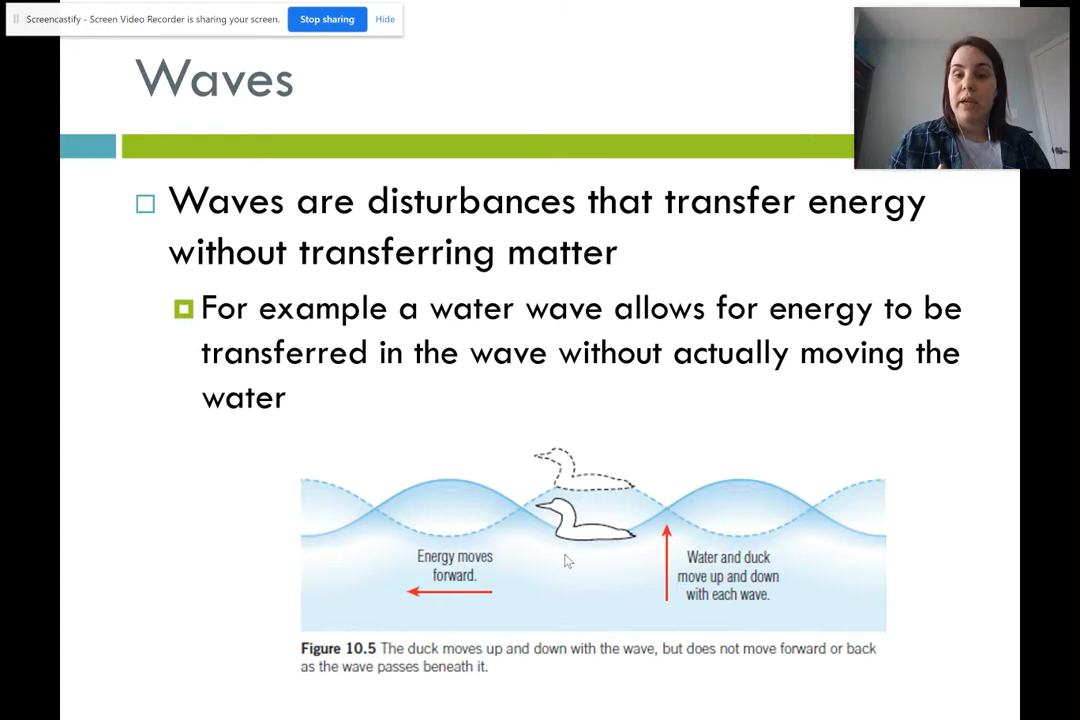 Screencastify - Screen Video Recorder is sharing your screen.
Stop sharing
Hide
Waves
Waves are disturbances that transfer energy
without transferring matter
For example a water wave allows for energy to be
transferred in the wave without actually moving the
water
Energy moves
forward.
Water and duck
move up and down
with each wave.
Figure 10.5 The duck moves up and down with the wave, but does not move forward or back
as the wave passes beneath it.